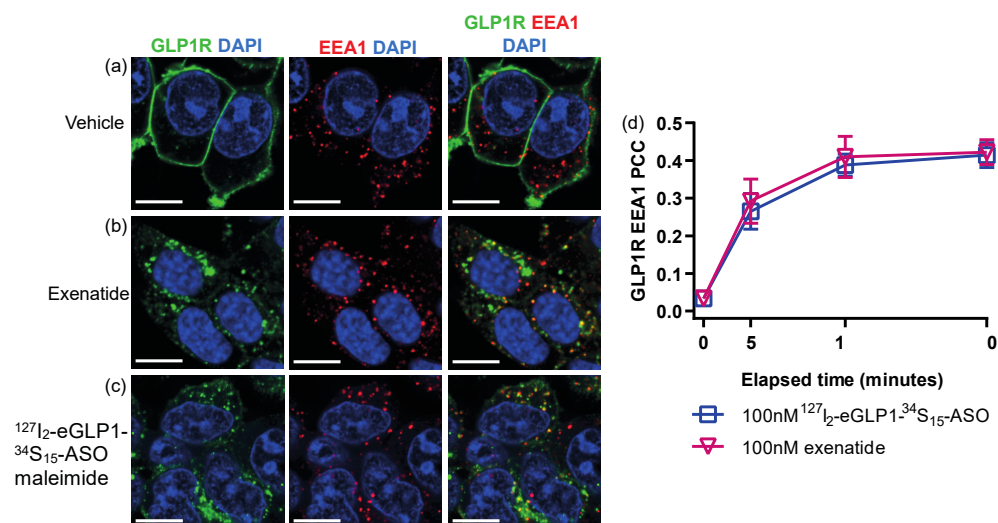 GLP1R DAPI
EEA1 DAPI
GLP1R EEA1
DAPI
(a)
Vehicle
(b)
Exenatide
(c)
¹²⁷I₂-eGLP1-
³⁴S₁₅-ASO
maleimide
(d)
GLP1R EEA1 PCC
0.5
0.4
0.3
0.2
0.1
0.0
0 5 1 0
Elapsed time (minutes)
100nM ¹²⁷I₂-eGLP1-³⁴S₁₅-ASO
100nM exenatide